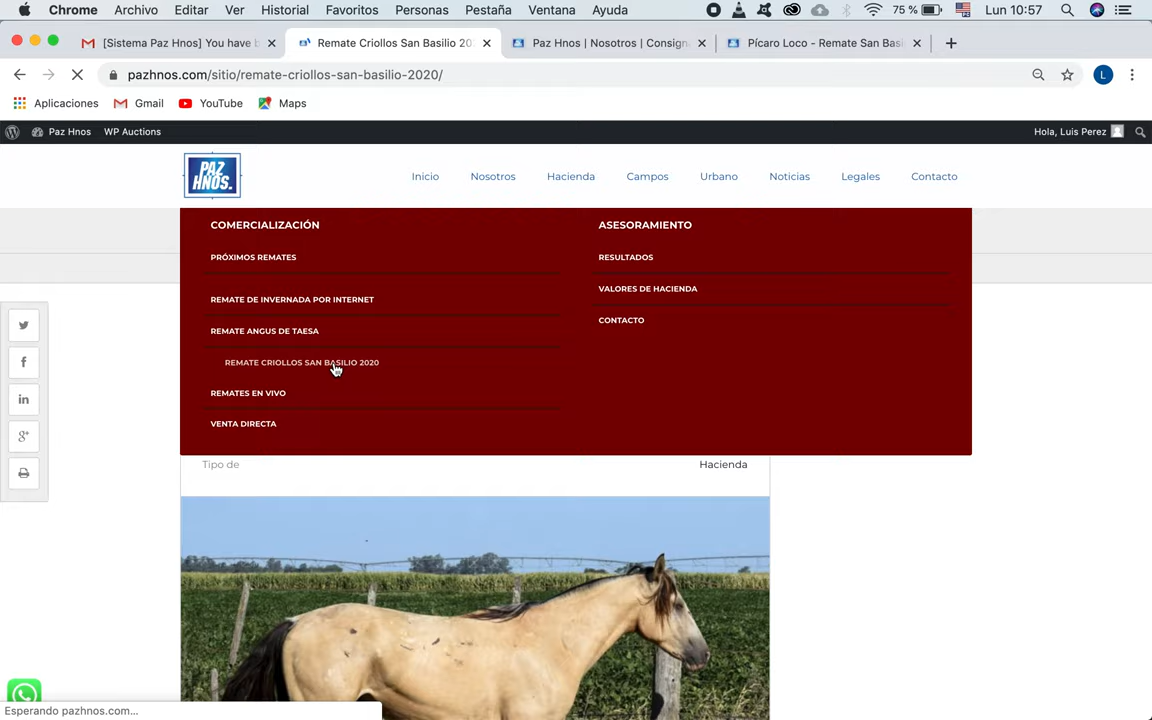 Chrome Archivo Editar Ver Historial Favoritos Personas Pestaña Ventana Ayuda 75 % Lun 10:57
[Sistema Paz Hnos] You have b
Remate Criollos San Basilio 20
Paz Hnos | Nosotros | Consign
Pícaro Loco - Remate San Bas
pazhnos.com/sitio/remate-criollos-san-basilio-2020/
L
Aplicaciones Gmail YouTube Maps
Paz Hnos WP Auctions Hola, Luis Perez
PAZ
HNOS.
Inicio Nosotros Hacienda Campos Urbano Noticias Legales Contacto
COMERCIALIZACIÓN
PRÓXIMOS REMATES
REMATE DE INVERNADA POR INTERNET
REMATE ANGUS DE TAESA
REMATE CRIOLLOS SAN BASILIO 2020
REMATES EN VIVO
VENTA DIRECTA
ASESORAMIENTO
RESULTADOS
VALORES DE HACIENDA
CONTACTO
Tipo de Hacienda
Esperando pazhnos.com...